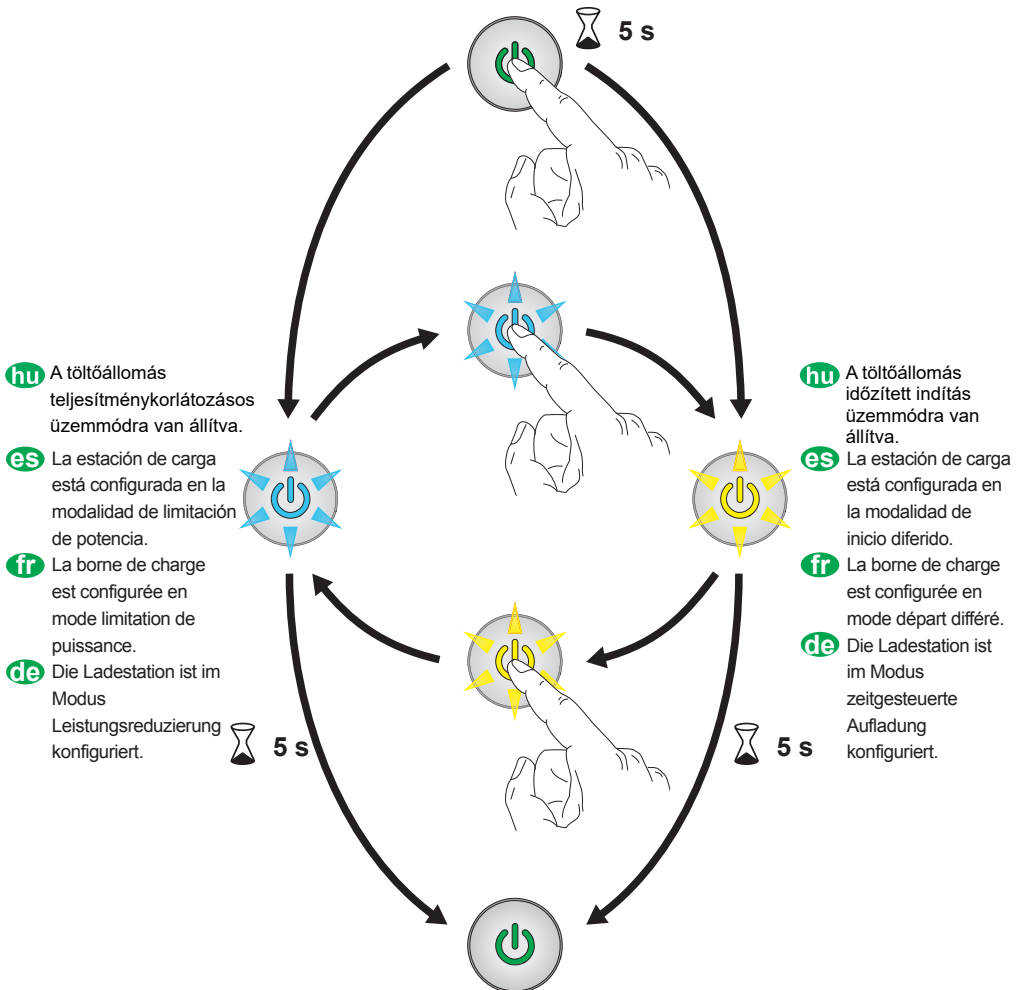 5 s
hu A töltőállomás
teljesítménykorlátozásos
üzemmódra van állítva.
es La estación de carga
está configurada en la
modalidad de limitación
de potencia.
fr La borne de charge
est configurée en
mode limitation de
puissance.
de Die Ladestation ist im
Modus
Leistungsreduzierung
konfiguriert.
5 s
hu A töltőállomás
időzített indítás
üzemmódra van
állítva.
es La estación de carga
está configurada en
la modalidad de
inicio diferido.
fr La borne de charge
est configurée en
mode départ différé.
de Die Ladestation ist
im Modus
zeitgesteuerte
Aufladung
konfiguriert.
5 s